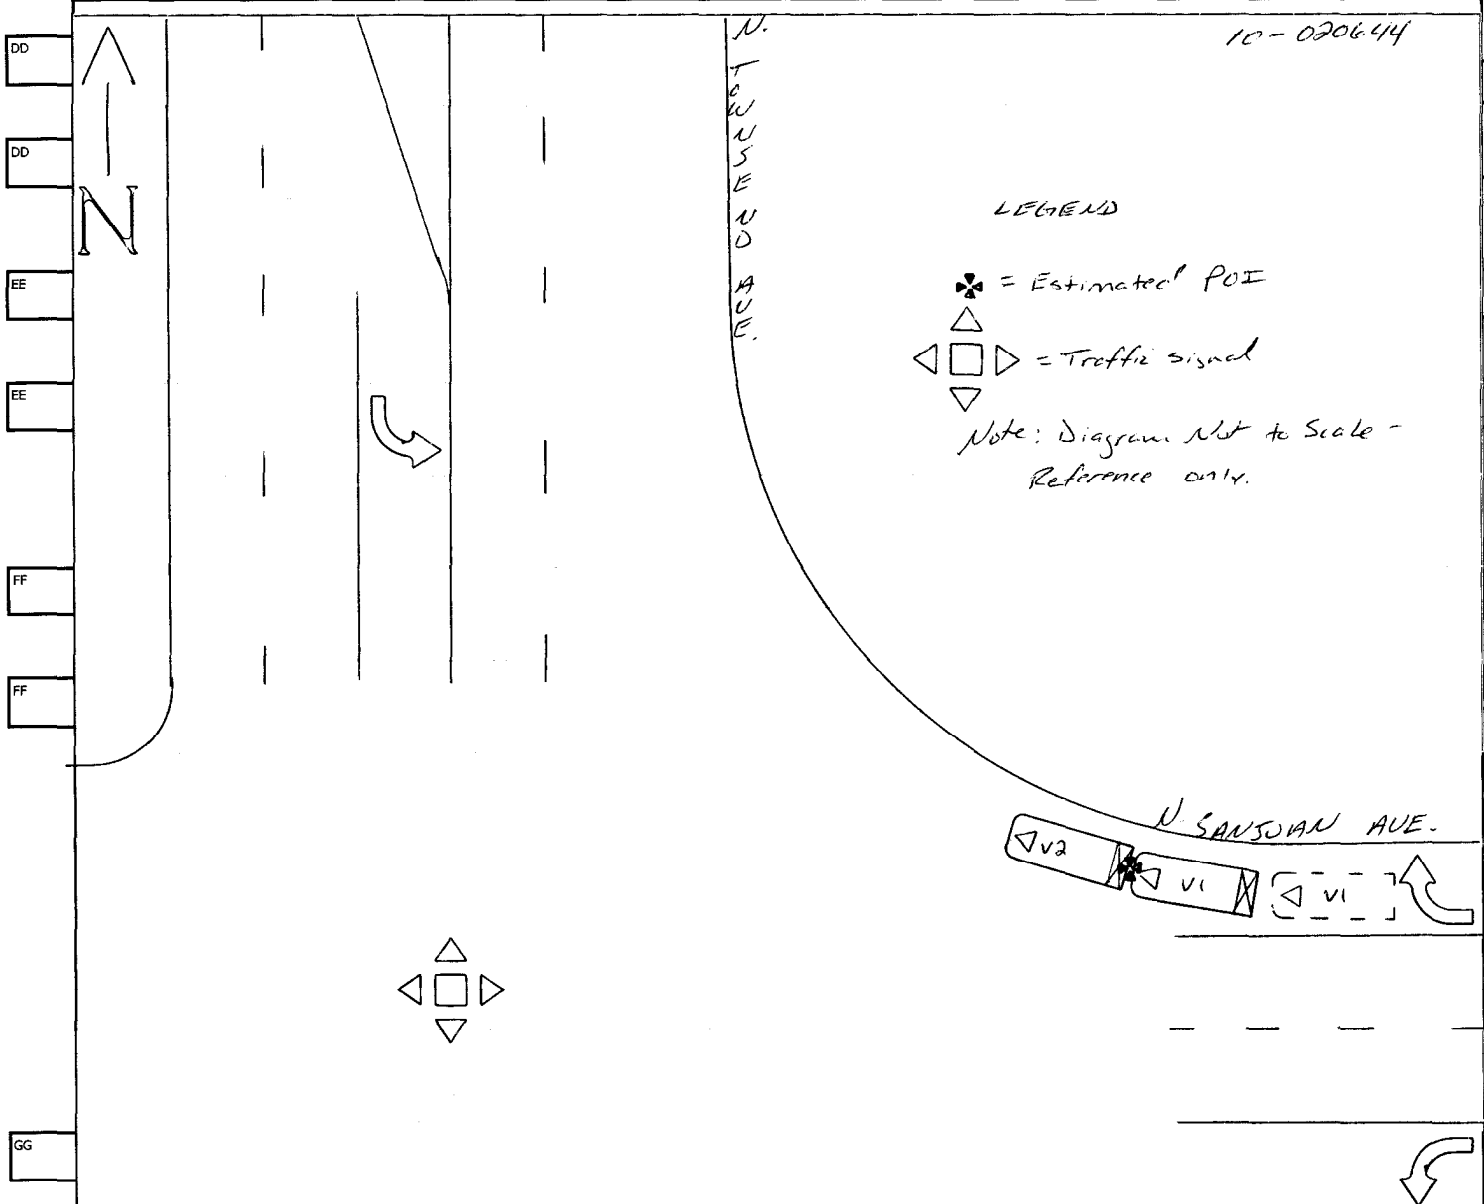 10-020644
DD
DD
EE
EE
FF
FF
GG
N
N. TOWNSEND AVE.
LEGEND
= Estimated POI
= Traffic signal
Note: Diagram Not to Scale -
Reference only.
N. SANJUAN AVE.
V2
V1
V1